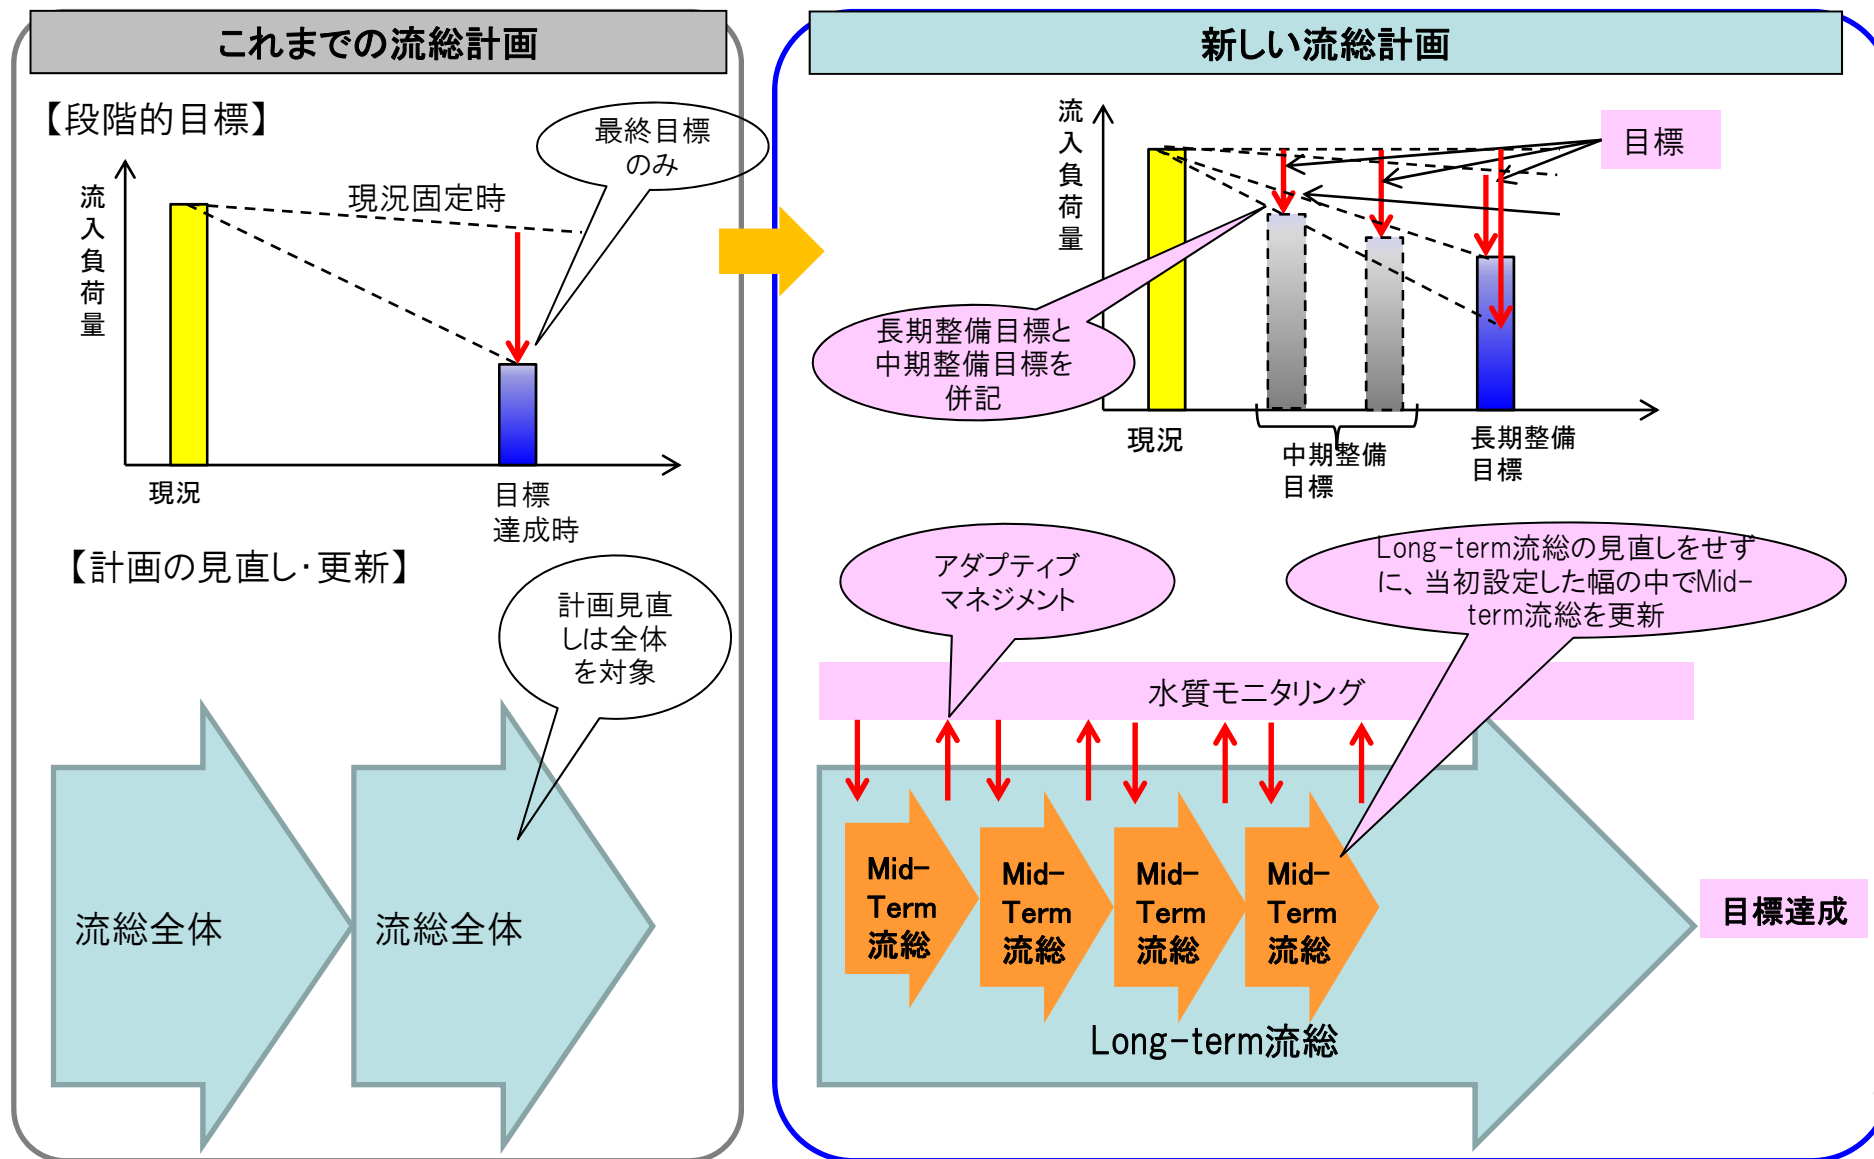 これまでの流総計画
【段階的目標】
最終目標
のみ
流入負荷量
現況固定時
現況
目標
達成時
【計画の見直し・更新】
計画見直
しは全体
を対象
流総全体
流総全体
新しい流総計画
流入負荷量
目標
長期整備目標と
中期整備目標を
併記
現況
中期整備
目標
長期整備
目標
アダプティブ
マネジメント
Long-term流総の見直しをせず
に、当初設定した幅の中でMid-
term流総を更新
水質モニタリング
Mid-
Term
流総
Mid-
Term
流総
Mid-
Term
流総
Mid-
Term
流総
Long-term流総
目標達成